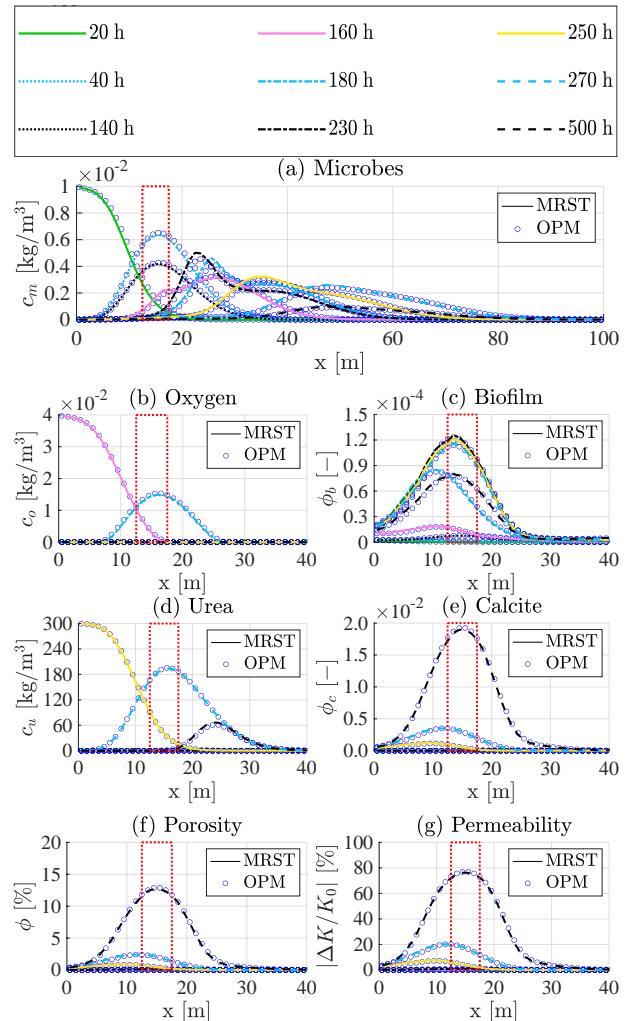 20 h 160 h 250 h
40 h 180 h 270 h
140 h 230 h 500 h
(a) Microbes
×10⁻²
1
0.8
0.6
0.4
0.2
0
c_m [kg/m³]
MRST
OPM
0 20 40 60 80 100
x [m]
(b) Oxygen
×10⁻²
4
3
2
1
0
c_o [kg/m³]
MRST
OPM
0 10 20 30 40
x [m]
(c) Biofilm
×10⁻⁴
1.5
1.2
0.9
0.6
0.3
0
ϕ_b [−]
MRST
OPM
0 10 20 30 40
x [m]
(d) Urea
300
240
180
120
60
0
c_u [kg/m³]
MRST
OPM
0 10 20 30 40
x [m]
(e) Calcite
×10⁻²
2.0
1.5
1.0
0.5
0
ϕ_c [−]
MRST
OPM
0 10 20 30 40
x [m]
(f) Porosity
20
15
10
5
0
ϕ [%]
MRST
OPM
0 10 20 30 40
x [m]
(g) Permeability
100
80
60
40
20
0
|ΔK/K₀| [%]
MRST
OPM
0 10 20 30 40
x [m]